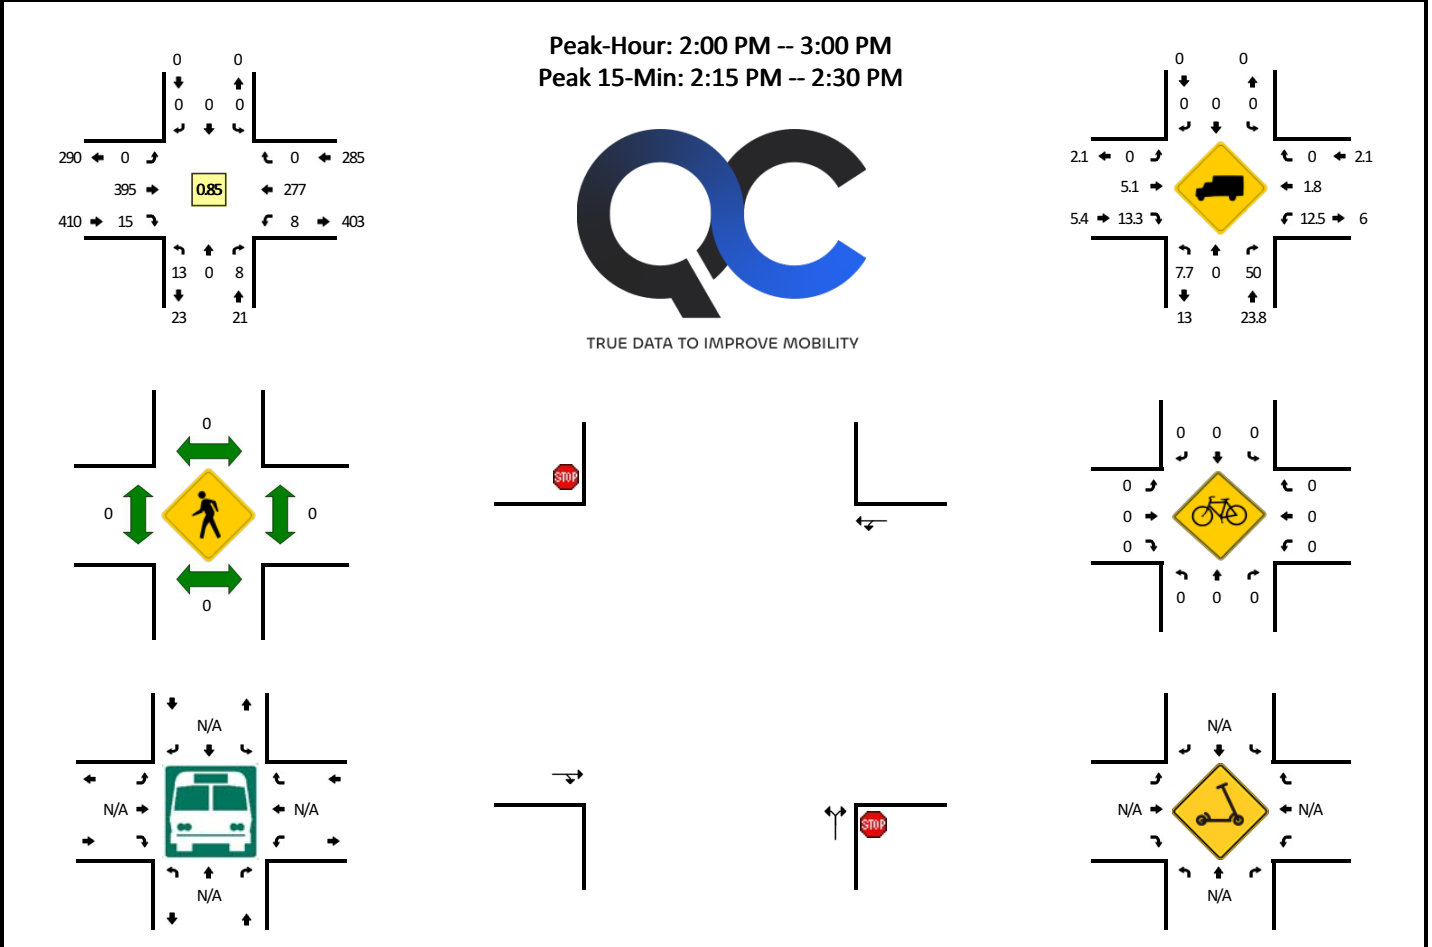 Peak-Hour: 2:00 PM -- 3:00 PM
Peak 15-Min: 2:15 PM -- 2:30 PM
0 0
0 0 0
290 0 0 285
395 0.85 277
410 15 8 403
13 0 8
23 21
QC
TRUE DATA TO IMPROVE MOBILITY
0 0
0 0 0
2.1 0 0 2.1
5.1 1.8
5.4 13.3 12.5 6
7.7 0 50
13 23.8
0
0 0
0
STOP
STOP
0 0 0
0 0
0 0
0 0
0 0 0
N/A
N/A N/A
N/A
N/A
N/A N/A
N/A